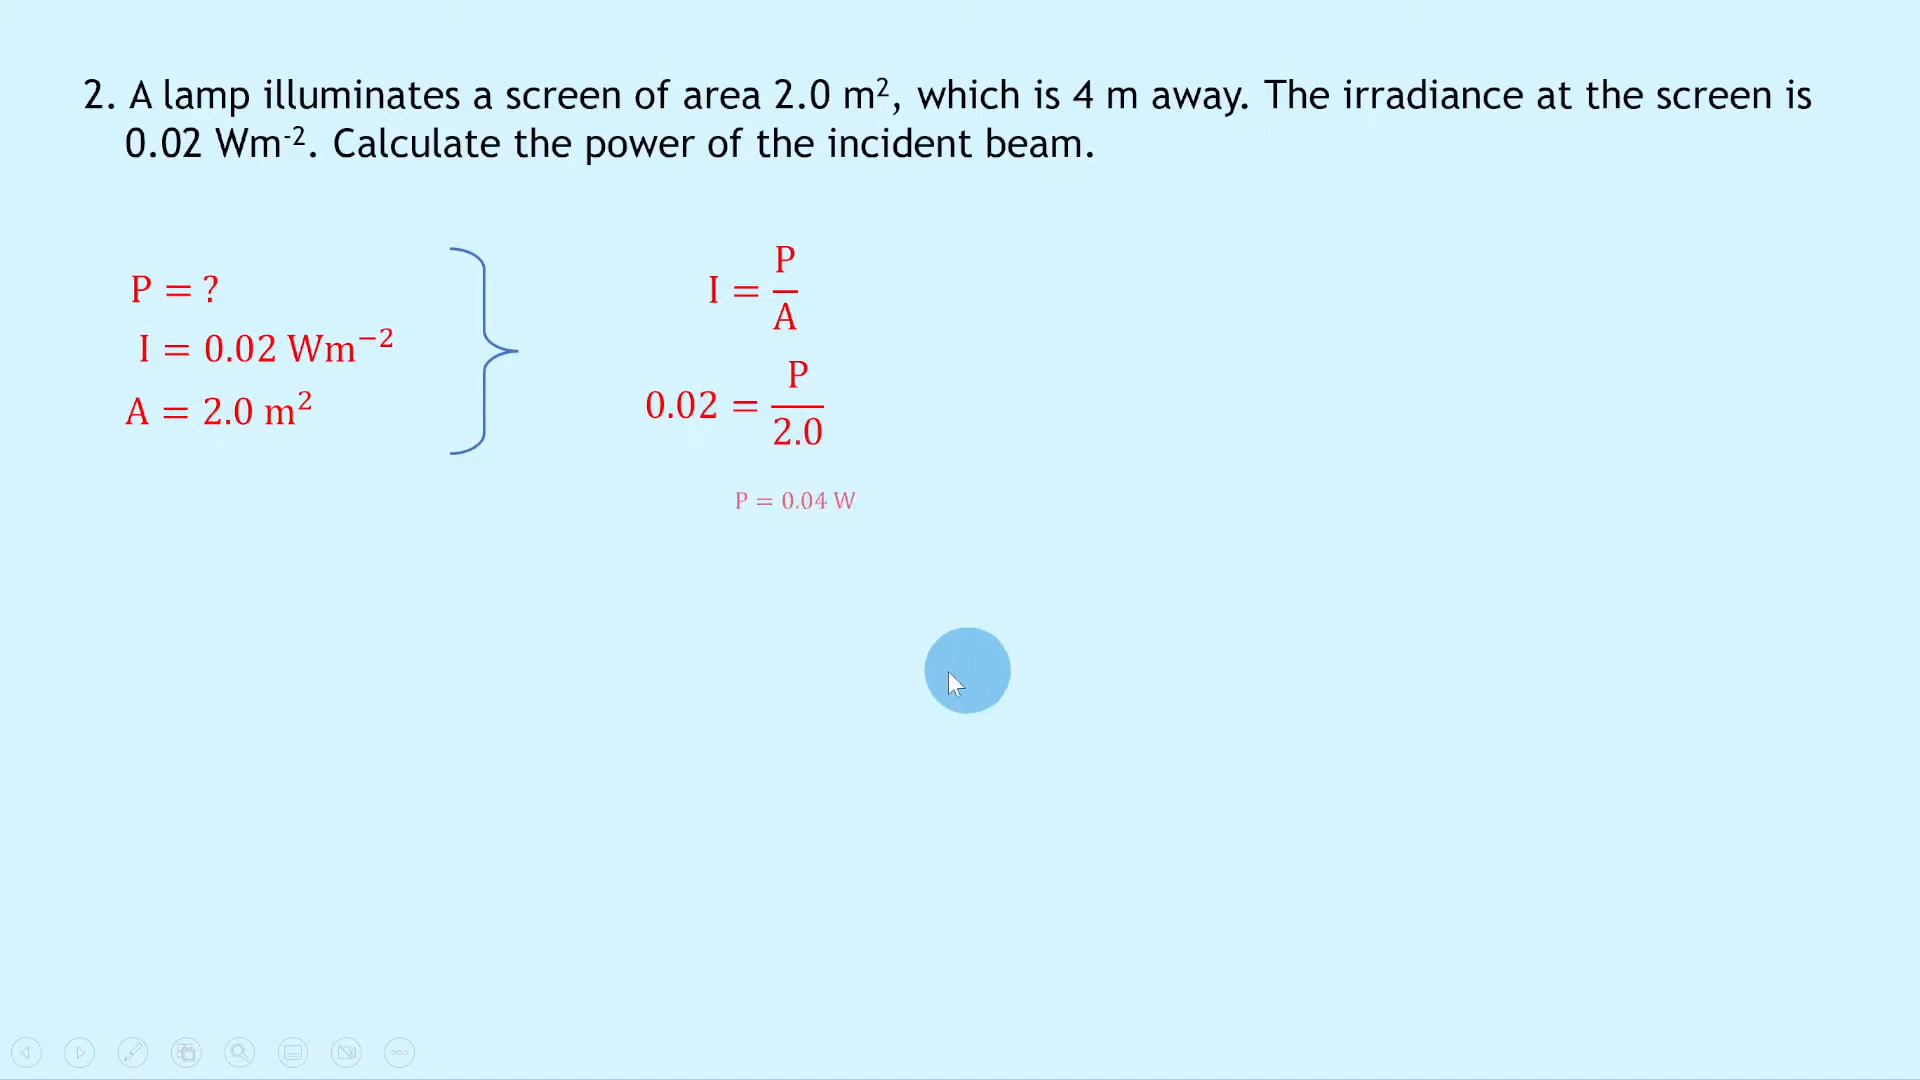 2. A lamp illuminates a screen of area 2.0 m², which is 4 m away. The irradiance at the screen is
0.02 Wm⁻². Calculate the power of the incident beam.
P = ?
I = 0.02 Wm⁻²
A = 2.0 m²
I = P/A
0.02 = P/2.0
P = 0.04 W